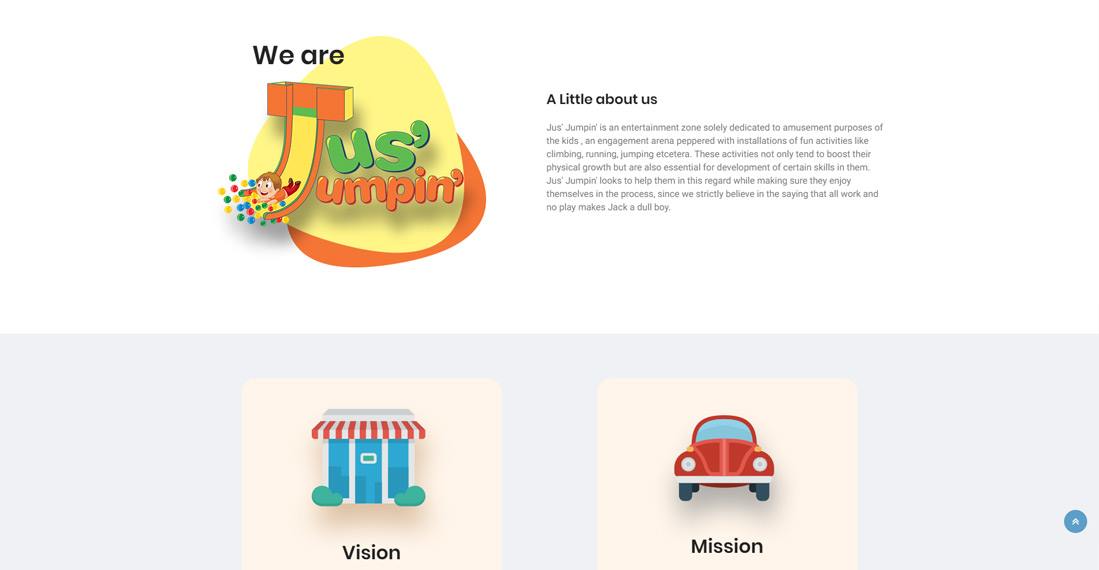 We are
Jus'
Jumpin'
A Little about us
Jus' Jumpin' is an entertainment zone solely dedicated to amusement purposes of
the kids , an engagement arena peppered with installations of fun activities like
climbing, running, jumping etcetera. These activities not only tend to boost their
physical growth but are also essential for development of certain skills in them.
Jus' Jumpin' looks to help them in this regard while making sure they enjoy
themselves in the process, since we strictly believe in the saying that all work and
no play makes Jack a dull boy.
Vision
Mission